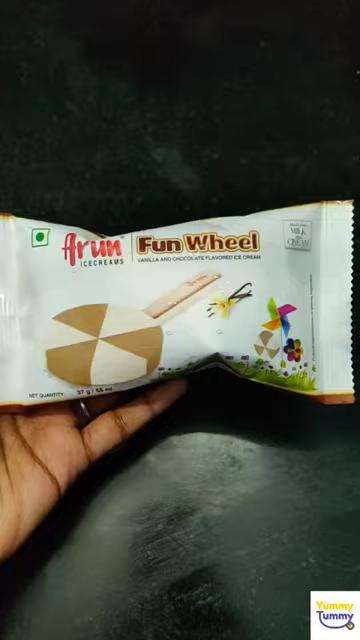 Arun
ICECREAMS
Fun Wheel
VANILLA AND CHOCOLATE FLAVORED ICE CREAM
MILK
CREAM
NET QUANTITY: 37 g / 55 ml
Yummy
Tummy